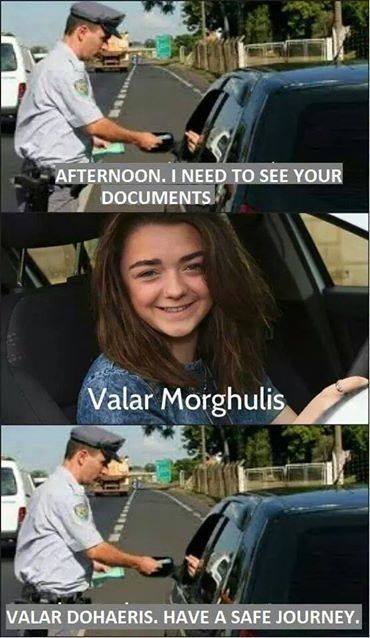 AFTERNOON. I NEED TO SEE YOUR
DOCUMENTS
Valar Morghulis
VALAR DOHAERIS. HAVE A SAFE JOURNEY.